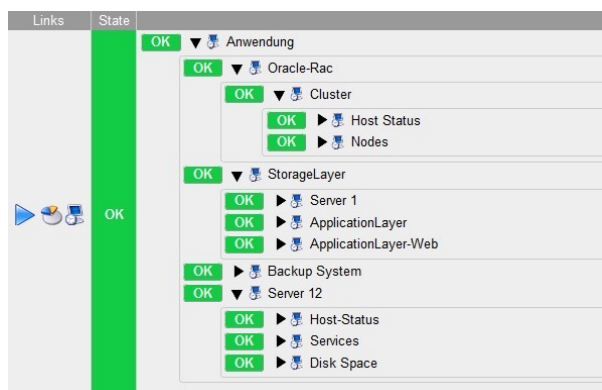 Links State
OK Anwendung
OK Oracle-Rac
OK Cluster
OK Host Status
OK Nodes
OK StorageLayer
OK Server 1
OK OK ApplicationLayer
OK ApplicationLayer-Web
OK Backup System
OK Server 12
OK Host-Status
OK Services
OK Disk Space